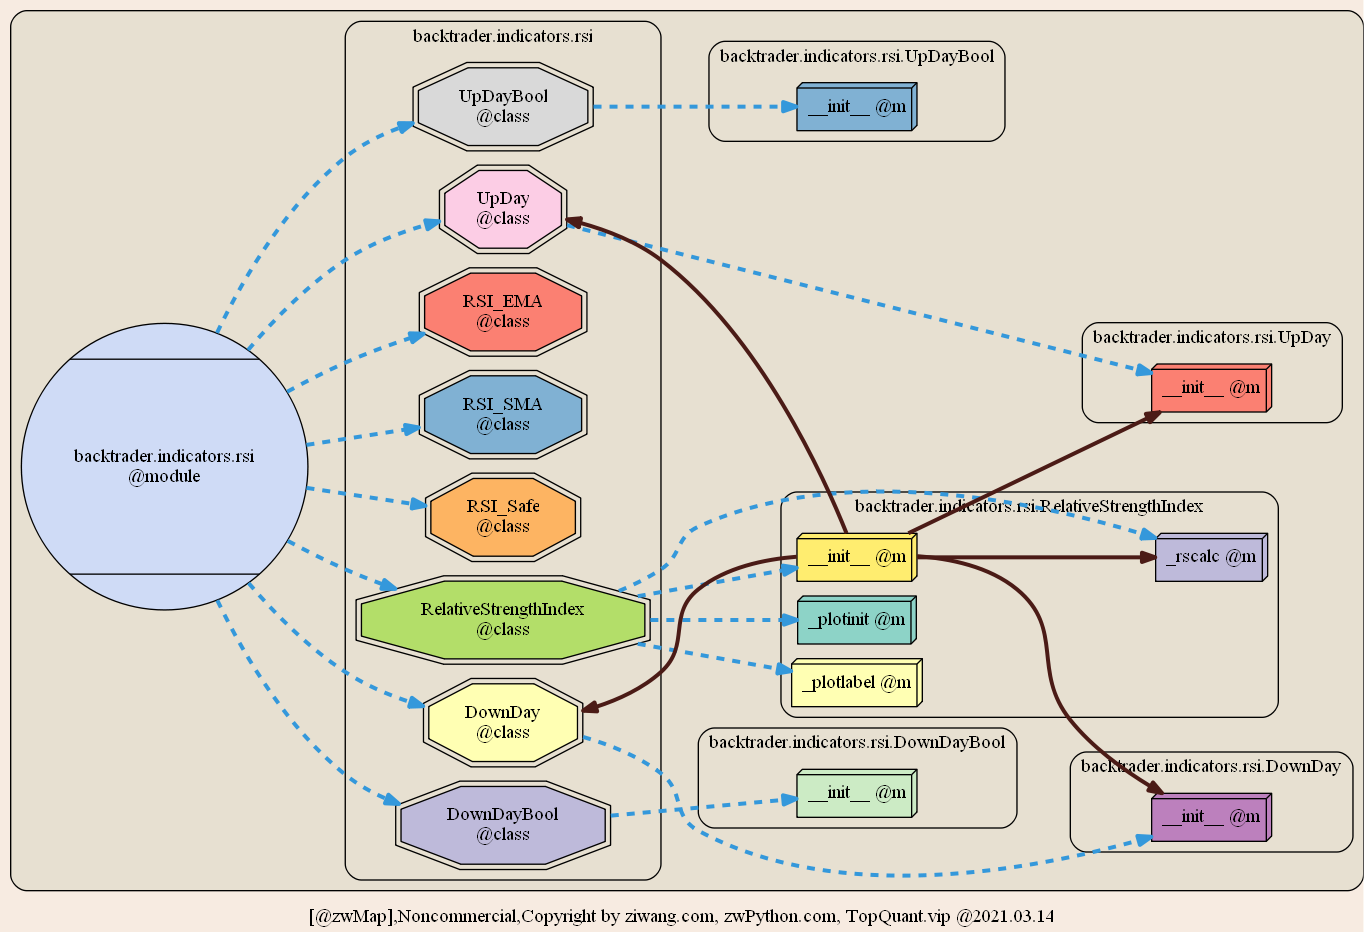 backtrader.indicators.rsi
UpDayBool
@class
UpDay
@class
RSI_EMA
@class
RSI_SMA
@class
RSI_Safe
@class
RelativeStrengthIndex
@class
DownDay
@class
DownDayBool
@class
backtrader.indicators.rsi
@module
backtrader.indicators.rsi.UpDayBool
__init__ @m
backtrader.indicators.rsi.UpDay
__init__ @m
backtrader.indicators.rsi.RelativeStrengthIndex
__init__ @m
_rscalc @m
_plotinit @m
_plotlabel @m
backtrader.indicators.rsi.DownDayBool
__init__ @m
backtrader.indicators.rsi.DownDay
__init__ @m
[@zwMap],Noncommercial,Copyright by ziwang.com, zwPython.com, TopQuant.vip @2021.03.14